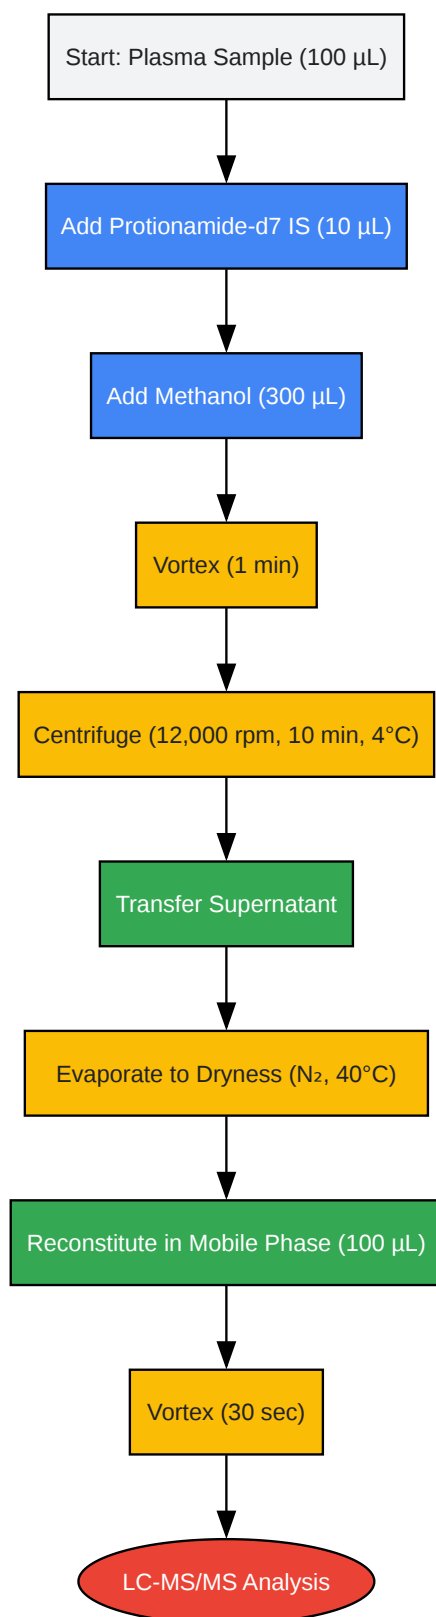 Start: Plasma Sample (100 µL)
Add Protionamide-d7 IS (10 µL)
Add Methanol (300 µL)
Vortex (1 min)
Centrifuge (12,000 rpm, 10 min, 4°C)
Transfer Supernatant
Evaporate to Dryness (N₂, 40°C)
Reconstitute in Mobile Phase (100 µL)
Vortex (30 sec)
LC-MS/MS Analysis